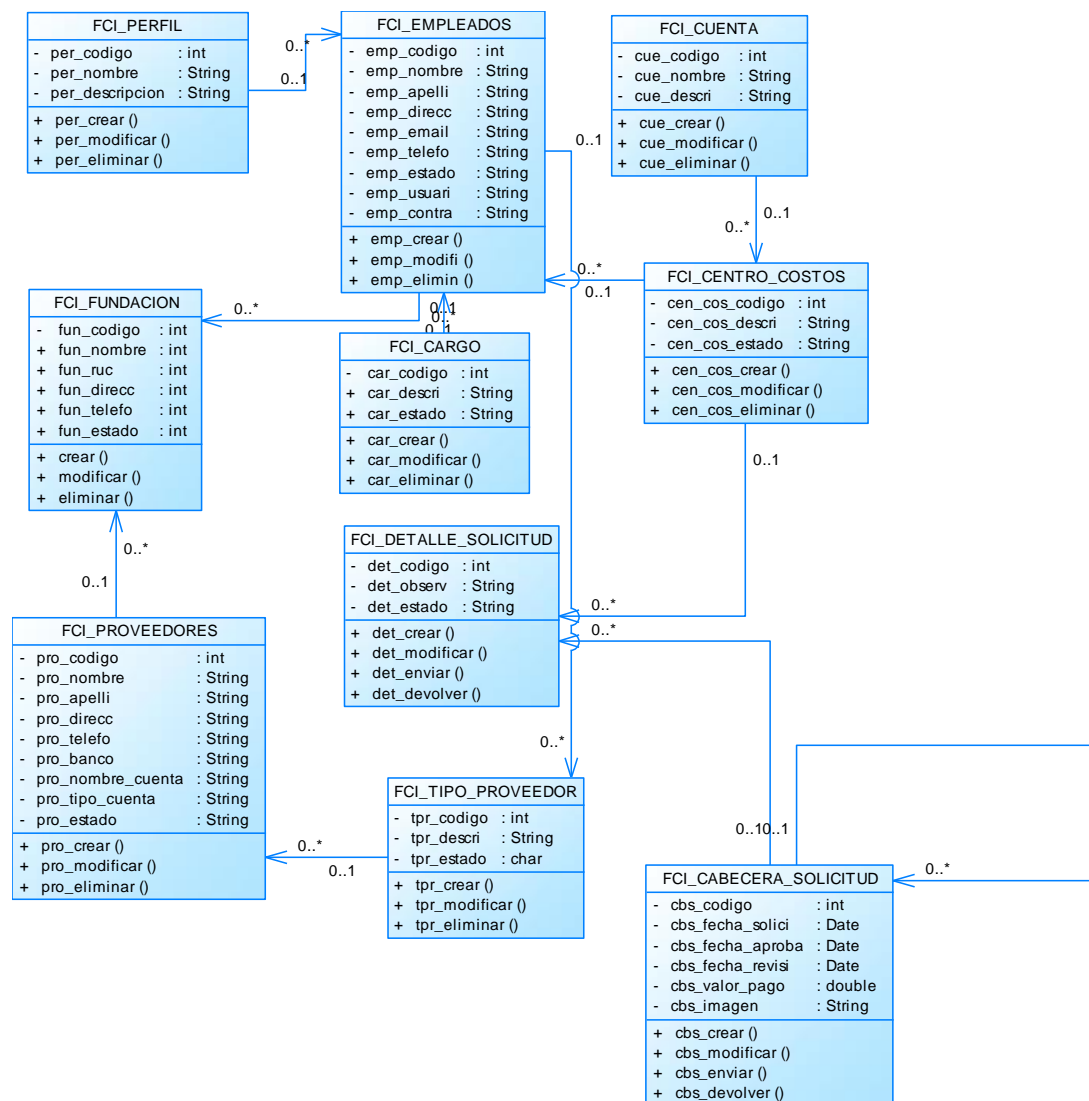 FCI_PERFIL
- per_codigo : int
- per_nombre : String
- per_descripcion : String
+ per_crear ()
+ per_modificar ()
+ per_eliminar ()
0..*
0..1
FCI_EMPLEADOS
- emp_codigo : int
- emp_nombre : String
- emp_apelli : String
- emp_direcc : String
- emp_email : String
- emp_telefo : String
- emp_estado : String
- emp_usuari : String
- emp_contra : String
+ emp_crear ()
+ emp_modifi ()
+ emp_elimin ()
0..1
FCI_CUENTA
- cue_codigo : int
- cue_nombre : String
- cue_descri : String
+ cue_crear ()
+ cue_modificar ()
+ cue_eliminar ()
0..1
0..*
0..*
0..1
FCI_CENTRO_COSTOS
- cen_cos_codigo : int
- cen_cos_descri : String
- cen_cos_estado : String
+ cen_cos_crear ()
+ cen_cos_modificar ()
+ cen_cos_eliminar ()
0..1
FCI_FUNDACION
- fun_codigo : int
+ fun_nombre : int
+ fun_ruc : int
+ fun_direcc : int
+ fun_telefo : int
+ fun_estado : int
+ crear ()
+ modificar ()
+ eliminar ()
0..*
0..1
0..*
0..1
FCI_CARGO
- car_codigo : int
+ car_descri : String
+ car_estado : String
+ car_crear ()
+ car_modificar ()
+ car_eliminar ()
FCI_DETALLE_SOLICITUD
- det_codigo : int
- det_observ : String
- det_estado : String
+ det_crear ()
+ det_modificar ()
+ det_enviar ()
+ det_devolver ()
0..*
0..*
0..*
0..1
FCI_PROVEEDORES
- pro_codigo : int
- pro_nombre : String
- pro_apelli : String
- pro_direcc : String
- pro_telefo : String
- pro_banco : String
- pro_nombre_cuenta : String
- pro_tipo_cuenta : String
- pro_estado : String
+ pro_crear ()
+ pro_modificar ()
+ pro_eliminar ()
0..*
0..1
0..*
FCI_TIPO_PROVEEDOR
- tpr_codigo : int
- tpr_descri : String
- tpr_estado : char
+ tpr_crear ()
+ tpr_modificar ()
+ tpr_eliminar ()
0..1
0..1
0..*
FCI_CABECERA_SOLICITUD
- cbs_codigo : int
- cbs_fecha_solici : Date
- cbs_fecha_aproba : Date
- cbs_fecha_revisi : Date
- cbs_valor_pago : double
- cbs_imagen : String
+ cbs_crear ()
+ cbs_modificar ()
+ cbs_enviar ()
+ cbs_devolver ()